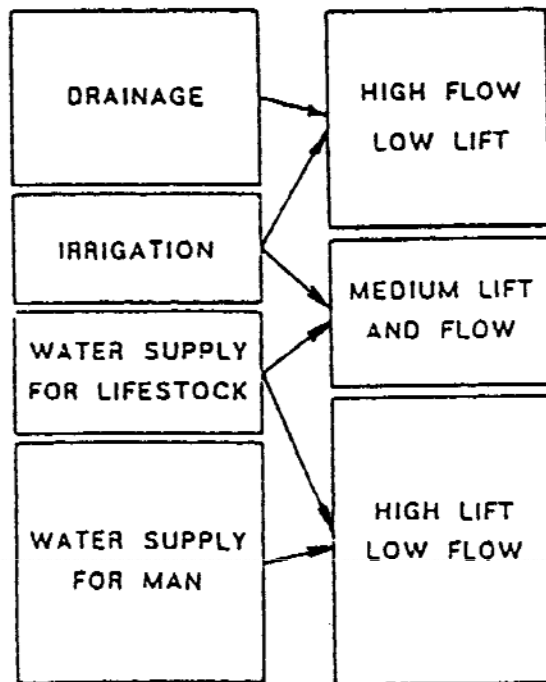 DRAINAGE
IRRIGATION
WATER SUPPLY
FOR LIFESTOCK
WATER SUPPLY
FOR MAN
HIGH FLOW
LOW LIFT
MEDIUM LIFT
AND FLOW
HIGH LIFT
LOW FLOW